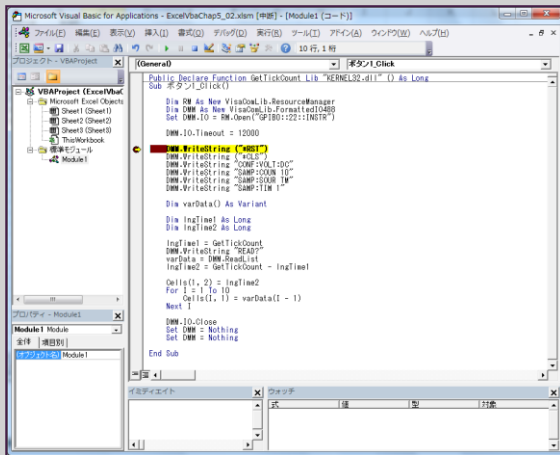 Microsoft Visual Basic for Applications - ExcelVbaChap5_02.xlsm [中断] - [Module1 (コード)]
ファイル(F) 編集(E) 表示(V) 挿入(I) 書式(O) デバッグ(D) 実行(R) ツール(T) アドイン(A) ウィンドウ(W) ヘルプ(H)
10 行, 1 桁
プロジェクト - VBAProject
VBAProject (ExcelVbaC
Microsoft Excel Objects
Sheet1 (Sheet1)
Sheet2 (Sheet2)
Sheet3 (Sheet3)
ThisWorkbook
標準モジュール
Module1
プロパティ - Module1
Module1 Module
全体 項目別
(オブジェクト名) Module1
(General)
ボタン1_Click
Public Declare Function GetTickCount Lib "KERNEL32.dll" () As Long
Sub ボタン1_Click()
Dim RM As New VisaComLib.ResourceManager
Dim DMM As New VisaComLib.FormattedIO488
Set DMM.IO = RM.Open("GPIB0::22::INSTR")
DMM.IO.Timeout = 12000
DMM.WriteString ("*RST")
DMM.WriteString ("*CLS")
DMM.WriteString "CONF:VOLT:DC"
DMM.WriteString "SAMP:COUN 10"
DMM.WriteString "SAMP:SOUR TIM"
DMM.WriteString "SAMP:TIM 1"
Dim varData() As Variant
Dim lngTime1 As Long
Dim lngTime2 As Long
lngTime1 = GetTickCount
DMM.WriteString "READ?"
varData = DMM.ReadList
lngTime2 = GetTickCount - lngTime1
Cells(1, 2) = lngTime2
For I = 1 To 10
Cells(I, 1) = varData(I - 1)
Next I
DMM.IO.Close
Set DMM = Nothing
Set DMM = Nothing
End Sub
イミディエイト
ウォッチ
式 値 型 対象